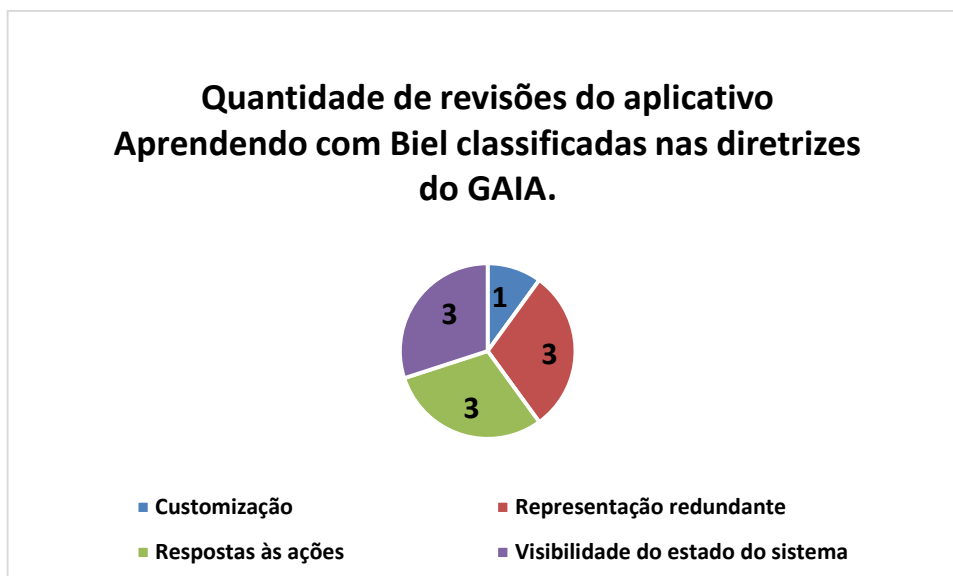 Quantidade de revisões do aplicativo
Aprendendo com Biel classificadas nas diretrizes
do GAIA.
1
3
3
3
Customização
Representação redundante
Respostas às ações
Visibilidade do estado do sistema